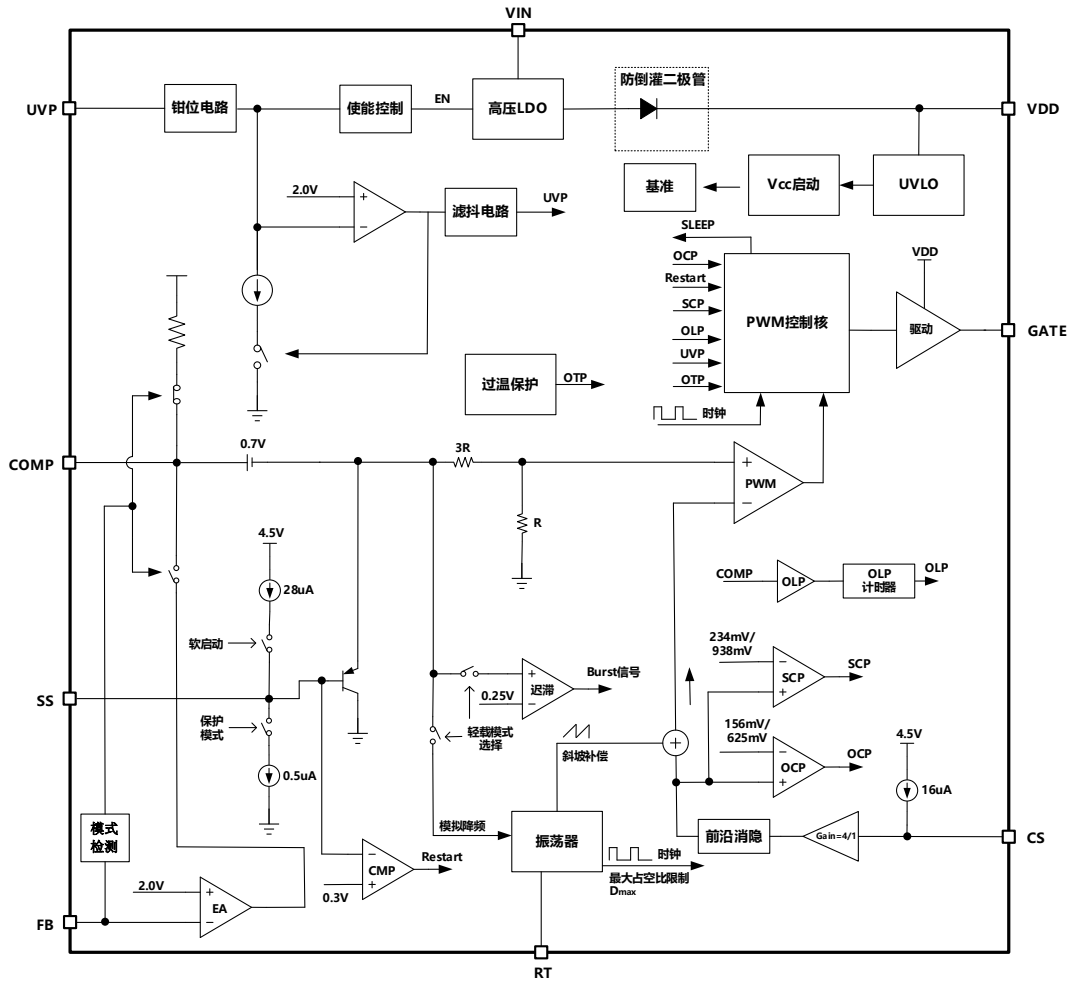 VIN
防倒灌二极管
UVP
钳位电路
使能控制
EN
高压LDO
VDD
基准
Vcc启动
UVLO
2.0V
+
−
滤抖电路
UVP
SLEEP
OCP
Restart
SCP
OLP
UVP
OTP
PWM控制核
VDD
驱动
GATE
过温保护
OTP
时钟
COMP
0.7V
3R
+
−
PWM
R
4.5V
28uA
COMP
OLP
OLP
计时器
OLP
软启动
234mV/
938mV
−
+
SCP
SCP
SS
+
−
0.25V
迟滞
Burst信号
保护
模式
轻载模式
选择
+
斜坡补偿
156mV/
625mV
−
+
OCP
OCP
4.5V
0.5uA
16uA
模式
检测
模拟降频
振荡器
时钟
最大占空比限制
Dmax
前沿消隐
Gain=4/1
CS
−
+
CMP
Restart
0.3V
2.0V
+
−
EA
FB
RT